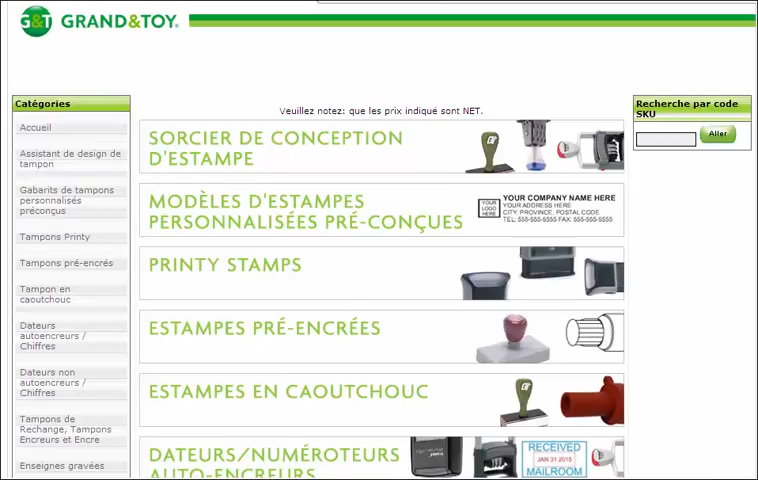 G&T GRAND&TOY.
Catégories
Accueil
Assistant de design de
tampon
Gabarits de tampons
personnalisés
préconçus
Tampons Printy
Tampons pré-encrés
Tampon en
caoutchouc
Dateurs
autoencreurs /
Chiffres
Dateurs non
autoencreurs /
Chiffres
Tampons de
Rechange, Tampons
Encreurs et Encre
Enseignes gravées
Veuillez notez: que les prix indiqué sont NET.
SORCIER DE CONCEPTION
D'ESTAMPE
MODÈLES D'ESTAMPES
PERSONNALISÉES PRÉ-CONÇUES
YOUR
LOGO
HERE
YOUR COMPANY NAME HERE
YOUR ADDRESS HERE
CITY, PROVINCE, POSTAL CODE
TEL: 555-555-5555 FAX: 555-555-5555
PRINTY STAMPS
ESTAMPES PRÉ-ENCRÉES
ESTAMPES EN CAOUTCHOUC
DATEURS/NUMÉROTEURS
AUTO-ENCREURS
RECEIVED
JAN 31 2015
MAILROOM
Recherche par code
SKU
Aller